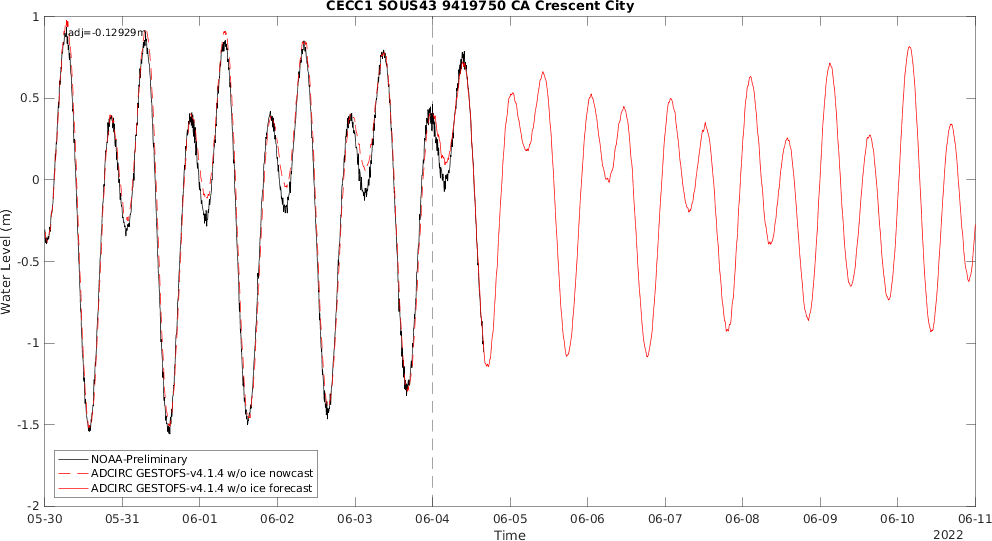 CECC1 SOUS43 9419750 CA Crescent City
adj=-0.12929m
1
0.5
0
-0.5
-1
-1.5
-2
Water Level (m)
NOAA-Preliminary
ADCIRC GESTOFS-v4.1.4 w/o ice nowcast
ADCIRC GESTOFS-v4.1.4 w/o ice forecast
05-30 05-31 06-01 06-02 06-03 06-04 06-05 06-06 06-07 06-08 06-09 06-10 06-11
Time
2022